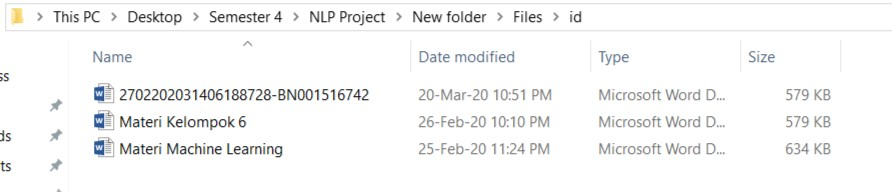 This PC > Desktop > Semester 4 > NLP Project > New folder > Files > id
Name Date modified Type Size
ss
2702202031406188728-BN001516742 20-Mar-20 10:51 PM Microsoft Word D... 579 KB
Materi Kelompok 6 26-Feb-20 10:10 PM Microsoft Word D... 579 KB
ds
Materi Machine Learning 25-Feb-20 11:24 PM Microsoft Word D... 634 KB
ts